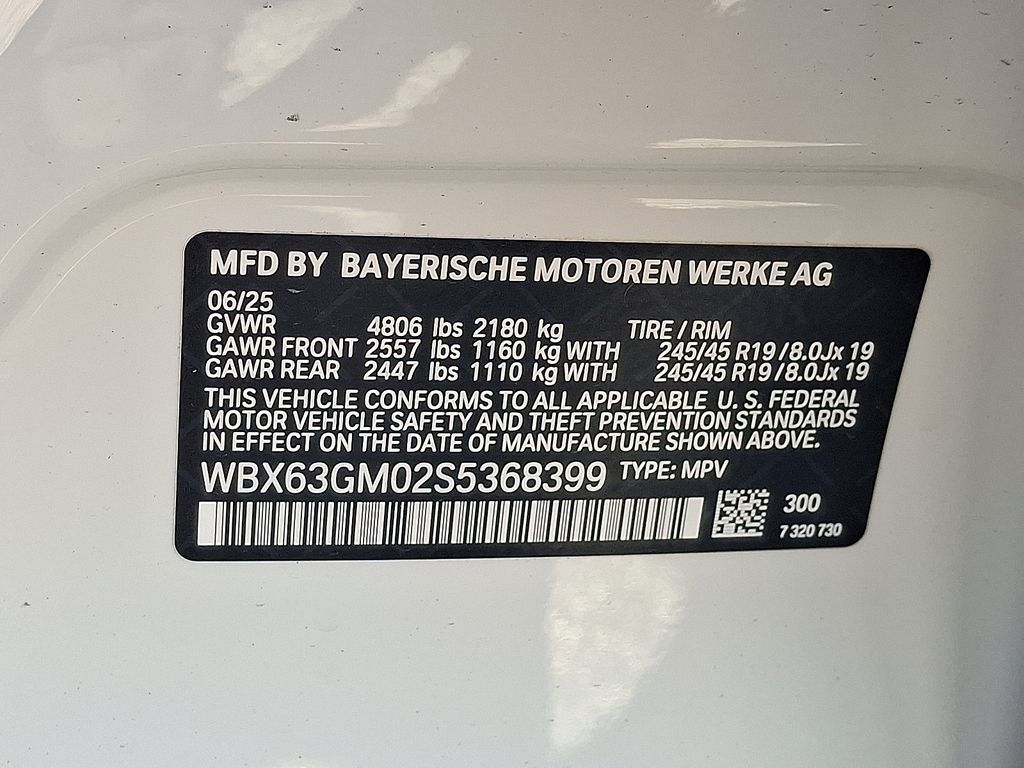 MFD BY BAYERISCHE MOTOREN WERKE AG
06/25
GVWR 4806 lbs 2180 kg TIRE / RIM
GAWR FRONT 2557 lbs 1160 kg WITH 245/45 R19 / 8.0Jx 19
GAWR REAR 2447 lbs 1110 kg WITH 245/45 R19 / 8.0Jx 19
THIS VEHICLE CONFORMS TO ALL APPLICABLE U. S. FEDERAL
MOTOR VEHICLE SAFETY AND THEFT PREVENTION STANDARDS
IN EFFECT ON THE DATE OF MANUFACTURE SHOWN ABOVE.
WBX63GM02S5368399 TYPE: MPV
300
7 320 730